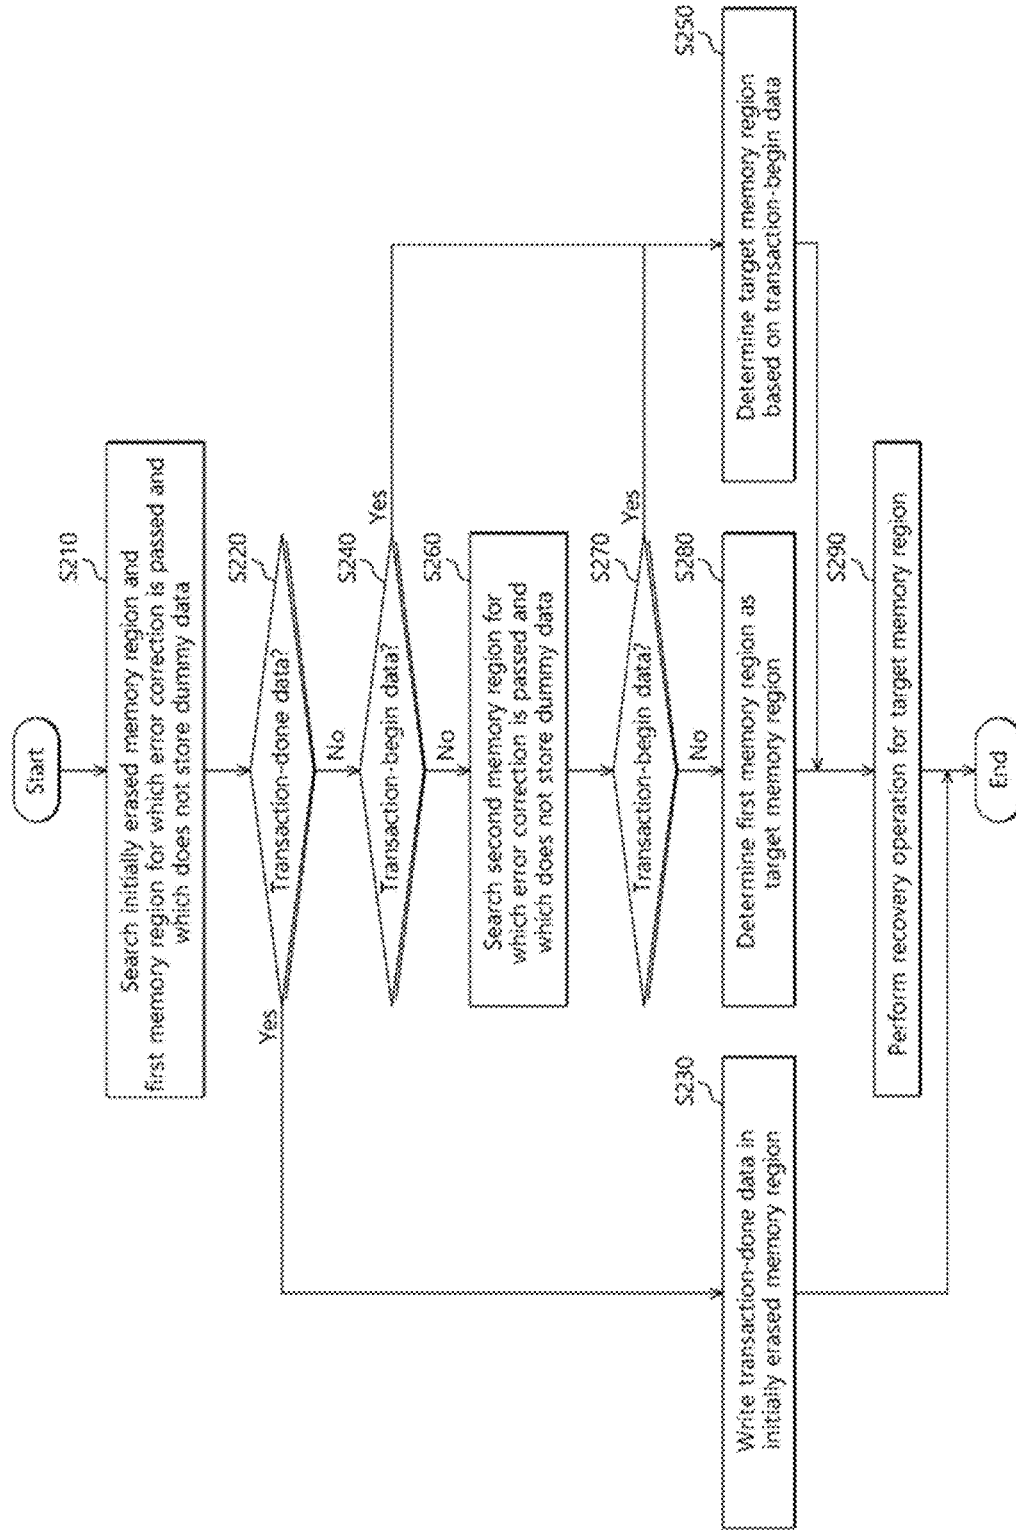 Start
S210
Search initially erased memory region and
first memory region for which error correction is passed and
which does not store dummy data
S220
Transaction-done data?
Yes
No
S240
Transaction-begin data?
Yes
No
S260
Search second memory region for
which error correction is passed and
which does not store dummy data
S270
Transaction-begin data?
Yes
No
S230
Write transaction-done data in
initially erased memory region
S280
Determine first memory region as
target memory region
S250
Determine target memory region
based on transaction-begin data
S290
Perform recovery operation for target memory region
End